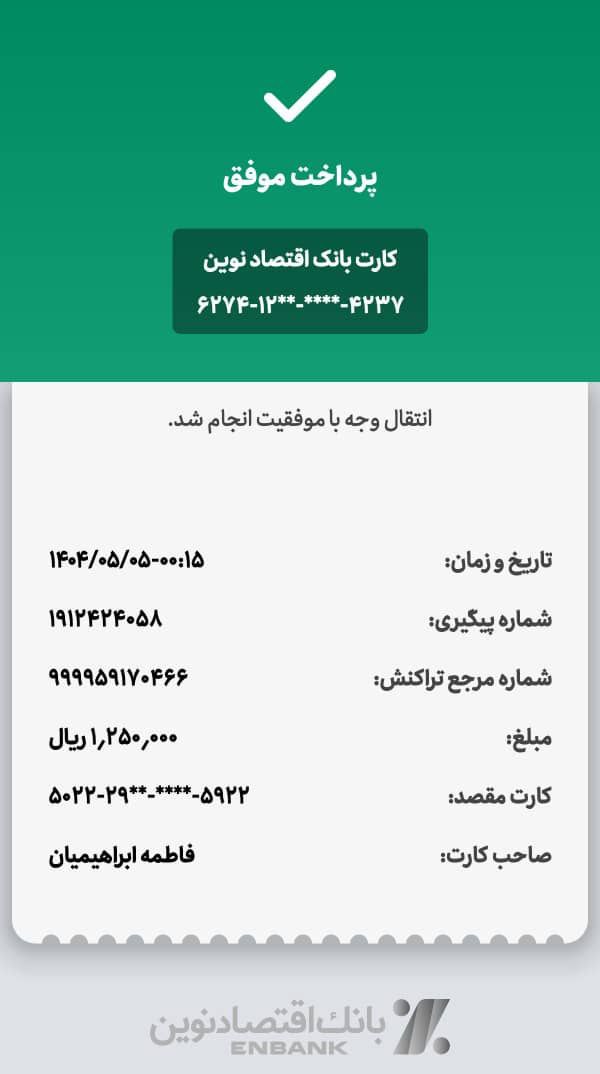 پرداخت موفق
کارت بانک اقتصاد نوین
۶۲۷۴-۱۲**-****-۴۲۳۷
انتقال وجه با موفقیت انجام شد.
تاریخ و زمان: ۱۴۰۴/۰۵/۰۵-۰۰:۱۵
شماره پیگیری: ۱۹۱۲۴۲۴۰۵۸
شماره مرجع تراکنش: ۹۹۹۹۵۹۱۷۰۴۶۶
مبلغ: ۱٫۲۵۰٫۰۰۰ ریال
کارت مقصد: ۵۰۲۲-۲۹**-****-۵۹۲۲
صاحب کارت: فاطمه ابراهیمیان
بانک اقتصاد نوین
ENBANK